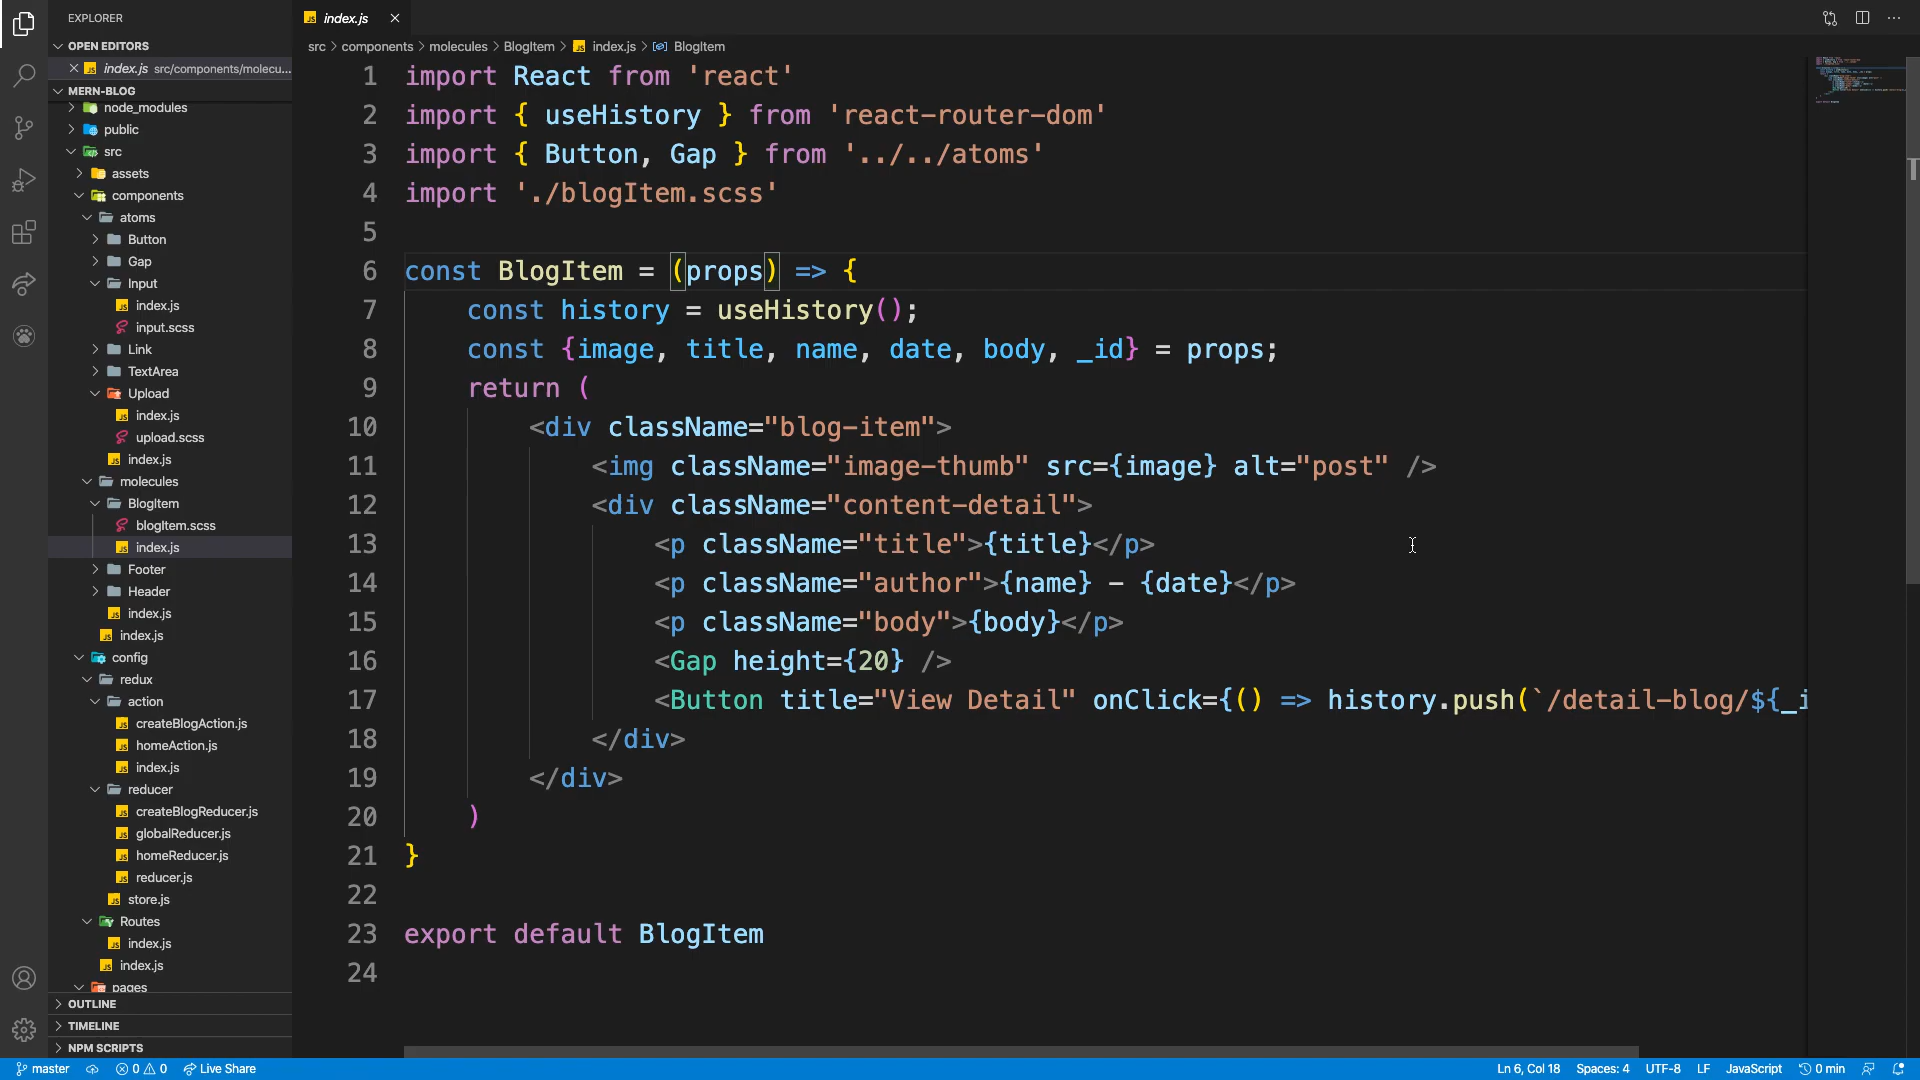 EXPLORER
OPEN EDITORS
index.js src/components/molecu...
MERN-BLOG
node_modules
public
src
assets
components
atoms
Button
Gap
Input
index.js
input.scss
Link
TextArea
Upload
index.js
upload.scss
index.js
molecules
BlogItem
blogItem.scss
index.js
Footer
Header
index.js
index.js
config
redux
action
createBlogAction.js
homeAction.js
index.js
reducer
createBlogReducer.js
globalReducer.js
homeReducer.js
reducer.js
store.js
Routes
index.js
index.js
pages
OUTLINE
TIMELINE
NPM SCRIPTS
index.js
src > components > molecules > BlogItem > index.js > BlogItem
1 import React from 'react'
2 import { useHistory } from 'react-router-dom'
3 import { Button, Gap } from '../../atoms'
4 import './blogItem.scss'
5
6 const BlogItem = (props) => {
7 const history = useHistory();
8 const {image, title, name, date, body, _id} = props;
9 return (
10 <div className="blog-item">
11 <img className="image-thumb" src={image} alt="post" />
12 <div className="content-detail">
13 <p className="title">{title}</p>
14 <p className="author">{name} - {date}</p>
15 <p className="body">{body}</p>
16 <Gap height={20} />
17 <Button title="View Detail" onClick={() => history.push(`/detail-blog/${_i
18 </div>
19 </div>
20 )
21 }
22
23 export default BlogItem
24
master 0 0 Live Share Ln 6, Col 18 Spaces: 4 UTF-8 LF JavaScript 0 min